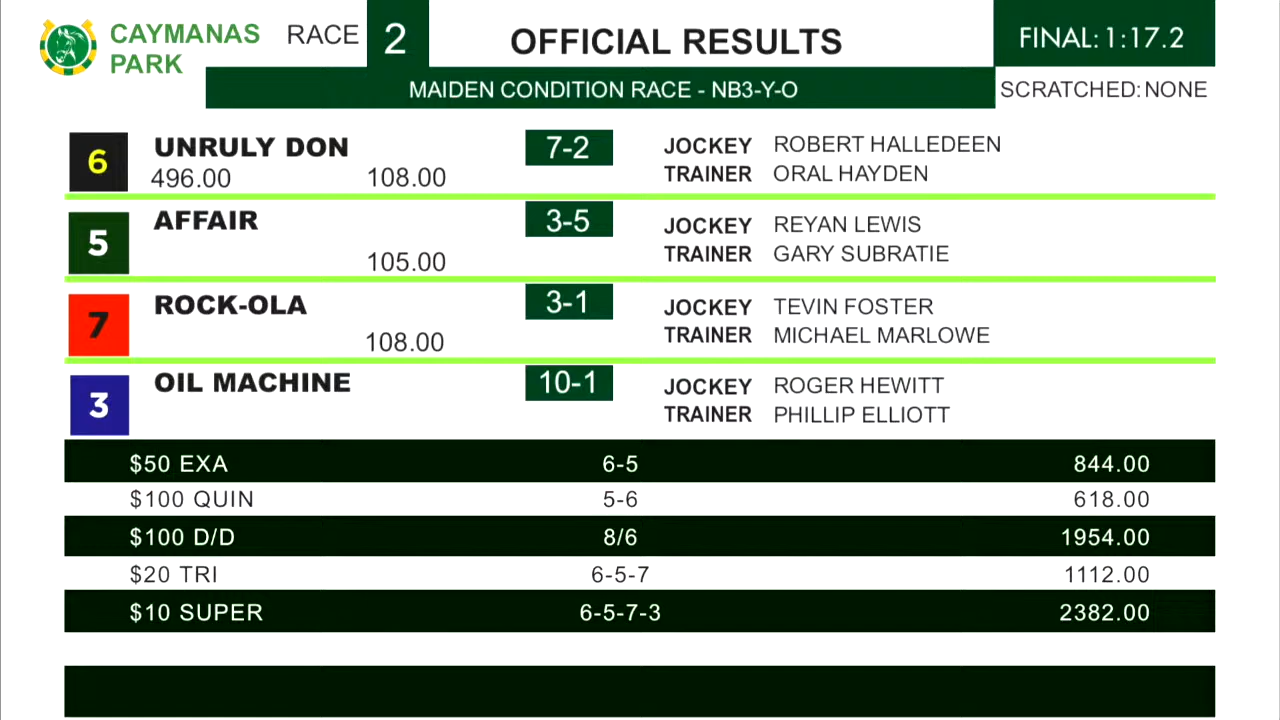 CAYMANAS PARK
RACE 2
OFFICIAL RESULTS
FINAL: 1:17.2
MAIDEN CONDITION RACE - NB3-Y-O
SCRATCHED: NONE
6 UNRULY DON 7-2 JOCKEY ROBERT HALLEDEEN
496.00 108.00 TRAINER ORAL HAYDEN
5 AFFAIR 3-5 JOCKEY REYAN LEWIS
105.00 TRAINER GARY SUBRATIE
7 ROCK-OLA 3-1 JOCKEY TEVIN FOSTER
108.00 TRAINER MICHAEL MARLOWE
3 OIL MACHINE 10-1 JOCKEY ROGER HEWITT
TRAINER PHILLIP ELLIOTT
$50 EXA 6-5 844.00
$100 QUIN 5-6 618.00
$100 D/D 8/6 1954.00
$20 TRI 6-5-7 1112.00
$10 SUPER 6-5-7-3 2382.00